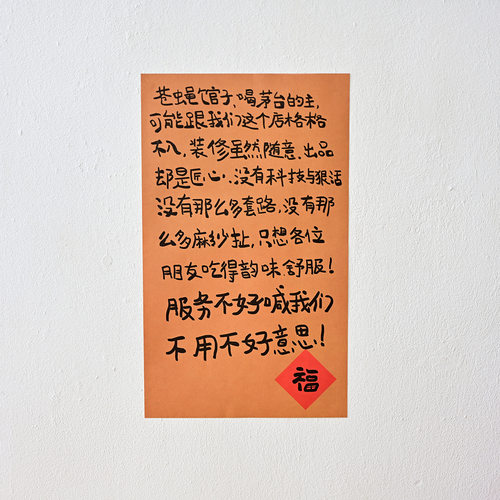 苍蝇馆子、喝茅台的主,
可能跟我们这个店格格
不入,装修虽然随意、出品
却是匠心、没有科技与狠活
没有那么多套路,没有那
么多麻纱扯,只想各位
朋友吃得韵味、舒服!
服务不好喊我们
不用不好意思!
福